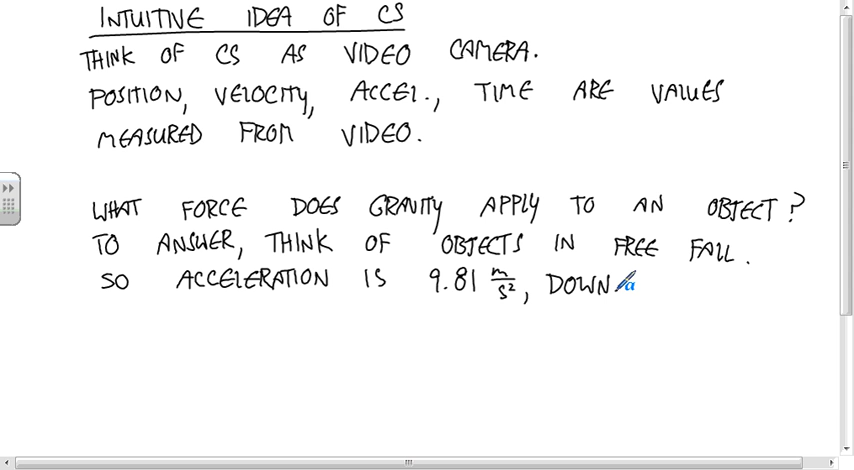 INTUITIVE IDEA OF CS
THINK OF CS AS VIDEO CAMERA.
POSITION, VELOCITY, ACCEL., TIME ARE VALUES
MEASURED FROM VIDEO.
WHAT FORCE DOES GRAVITY APPLY TO AN OBJECT?
TO ANSWER, THINK OF OBJECTS IN FREE FALL.
SO ACCELERATION IS 9.81 m/s², DOWN